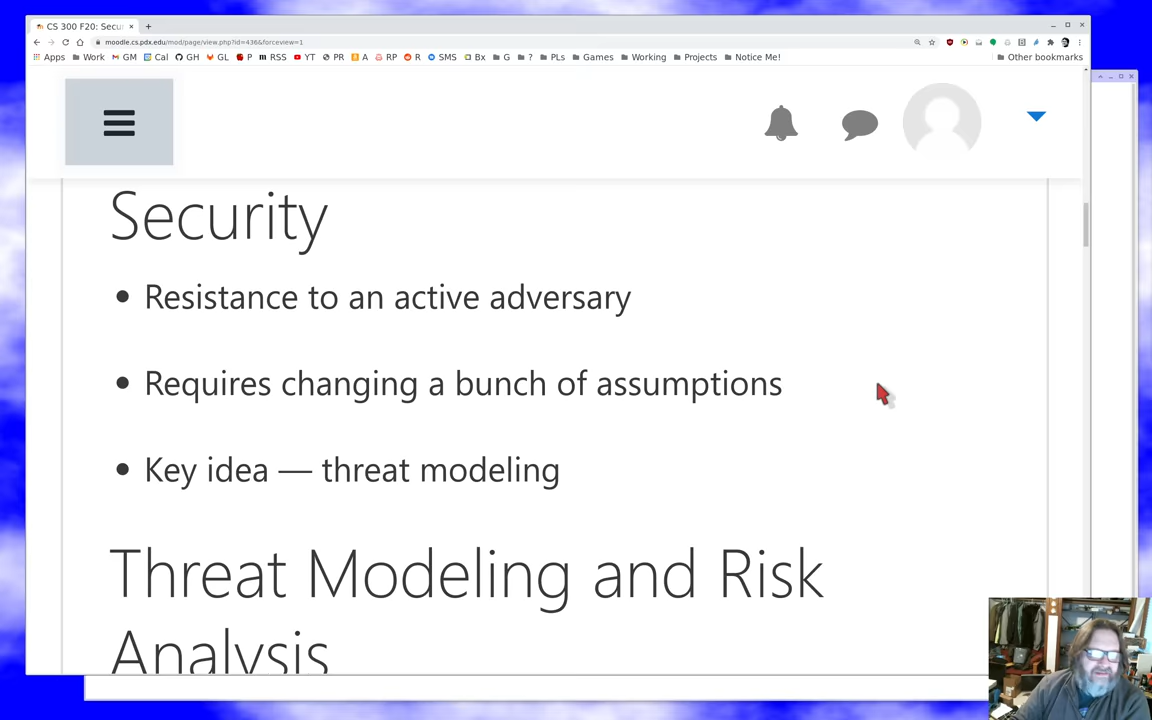 CS 300 F20: Secur
moodle.cs.pdx.edu/mod/page/view.php?id=436&forceview=1
Apps Work GM Cal GH GL P RSS YT PR A RP R SMS Bx G ? PLs Games Working Projects Notice Me! Other bookmarks
Security
• Resistance to an active adversary
• Requires changing a bunch of assumptions
• Key idea — threat modeling
Threat Modeling and Risk
Analysis